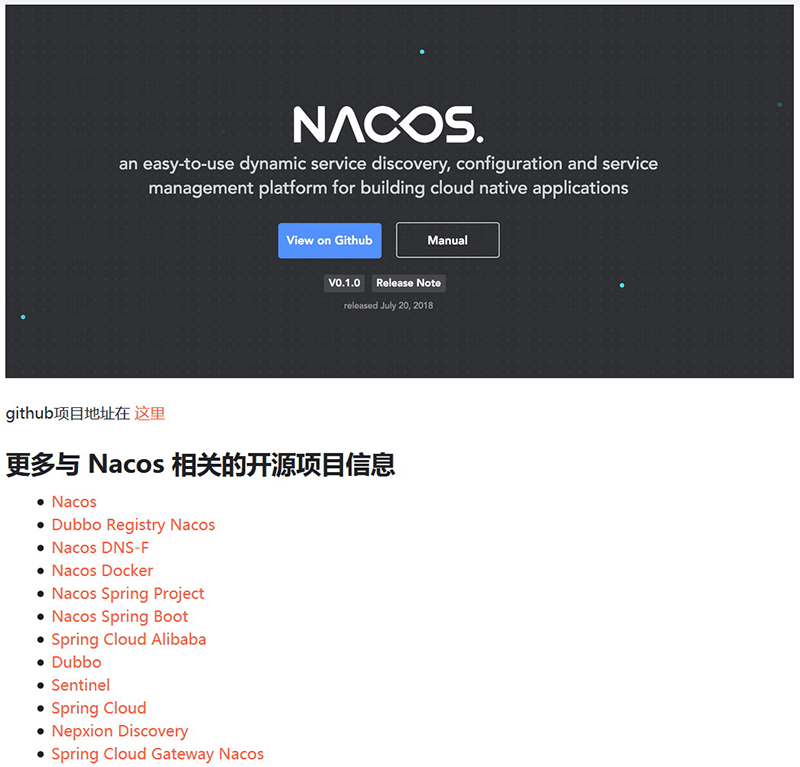 NACOS.
an easy-to-use dynamic service discovery, configuration and service
management platform for building cloud native applications
View on Github
Manual
V0.1.0
Release Note
released July 20, 2018
github项目地址在 这里
更多与 Nacos 相关的开源项目信息
Nacos
Dubbo Registry Nacos
Nacos DNS-F
Nacos Docker
Nacos Spring Project
Nacos Spring Boot
Spring Cloud Alibaba
Dubbo
Sentinel
Spring Cloud
Nepxion Discovery
Spring Cloud Gateway Nacos